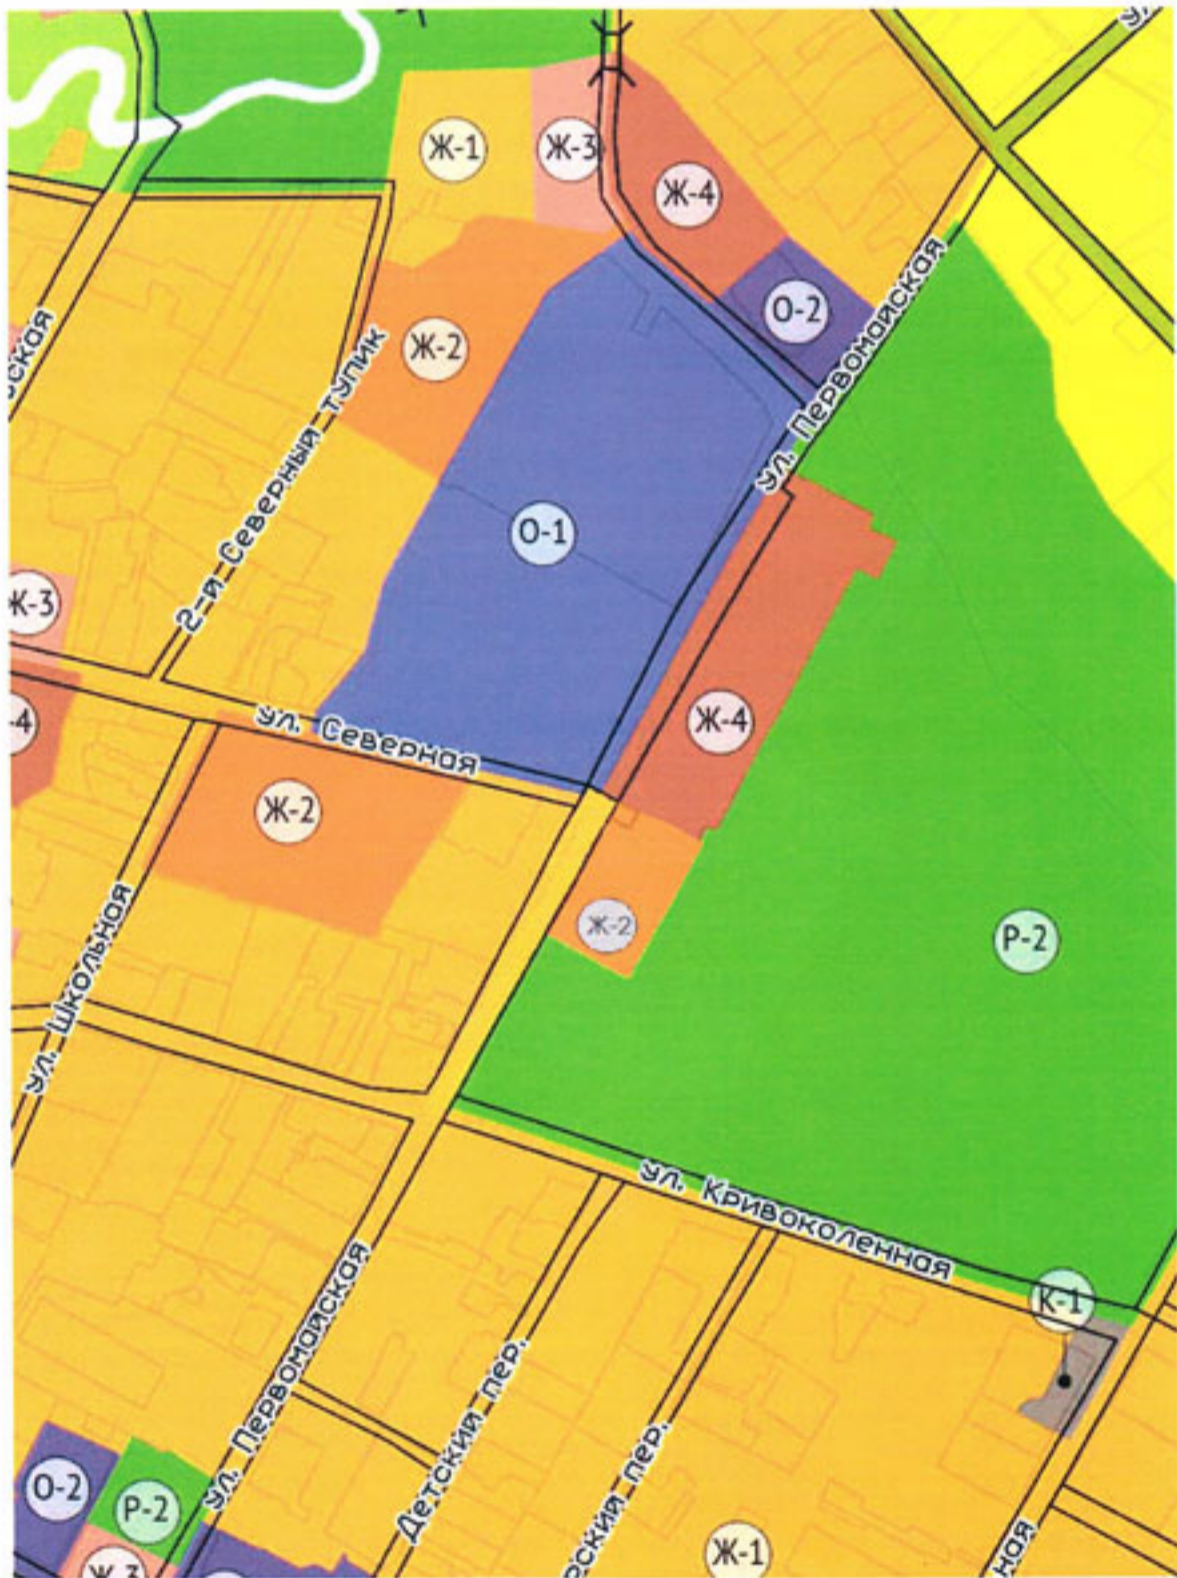 Ж-1
Ж-3
Ж-4
О-2
ул. Первомайская
Ж-2
2-й Северный тупик
О-1
Ж-3
Ж-4
ул. Северная
Ж-2
Ж-2
Р-2
ул. Школьная
ул. Кривоколенная
К-1
ул. Первомайская
Детский пер.
О-2
Р-2
Ж-3
Ж-1